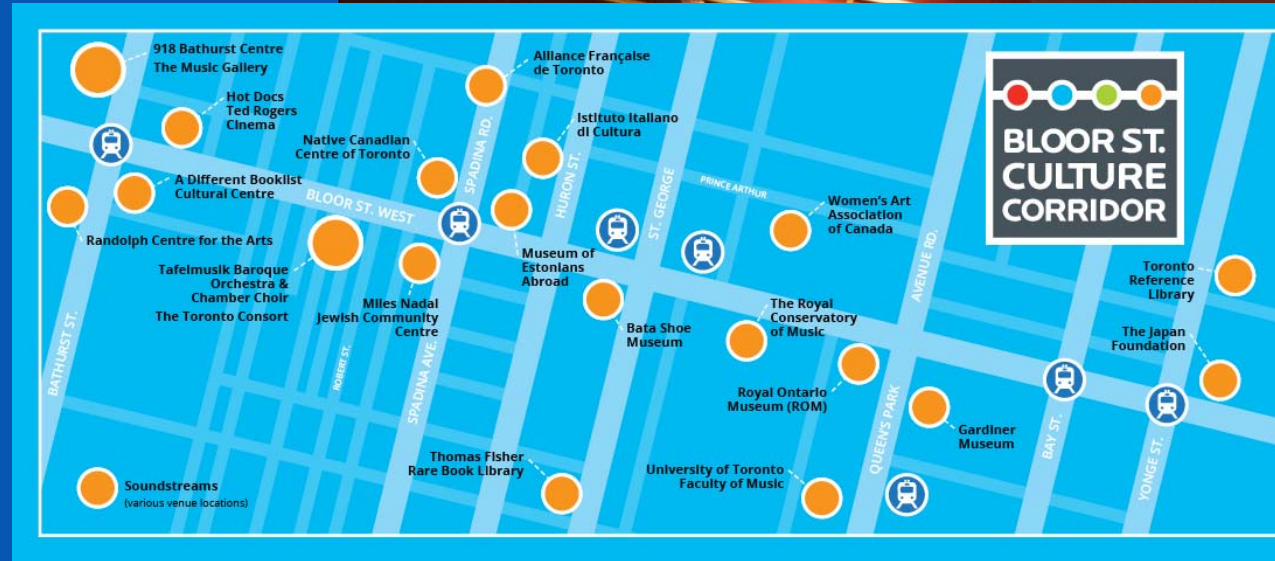 918 Bathurst Centre
The Music Gallery
Hot Docs
Ted Rogers
Cinema
Alliance Française
de Toronto
Istituto Italiano
di Cultura
Native Canadian
Centre of Toronto
SPADINA RD.
HURON ST.
ST. GEORGE
PRINCE ARTHUR
BLOOR ST.
CULTURE
CORRIDOR
A Different Booklist
Cultural Centre
BLOOR ST. WEST
Randolph Centre for the Arts
Women's Art
Association
of Canada
AVENUE RD.
Tafelmusik Baroque
Orchestra &
Chamber Choir
The Toronto Consort
Museum of
Estonians
Abroad
Toronto
Reference
Library
Miles Nadal
Jewish Community
Centre
Bata Shoe
Museum
The Royal
Conservatory
of Music
The Japan
Foundation
BATHURST ST.
ROBERT ST.
SPADINA AVE.
Royal Ontario
Museum (ROM)
QUEEN'S PARK
Gardiner
Museum
BAY ST.
YONGE ST.
Thomas Fisher
Rare Book Library
University of Toronto
Faculty of Music
Soundstreams
(various venue locations)